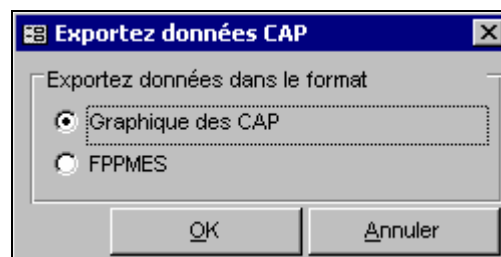 Exportez données CAP
Exportez données dans le format
Graphique des CAP
FPPMES
OK
Annuler